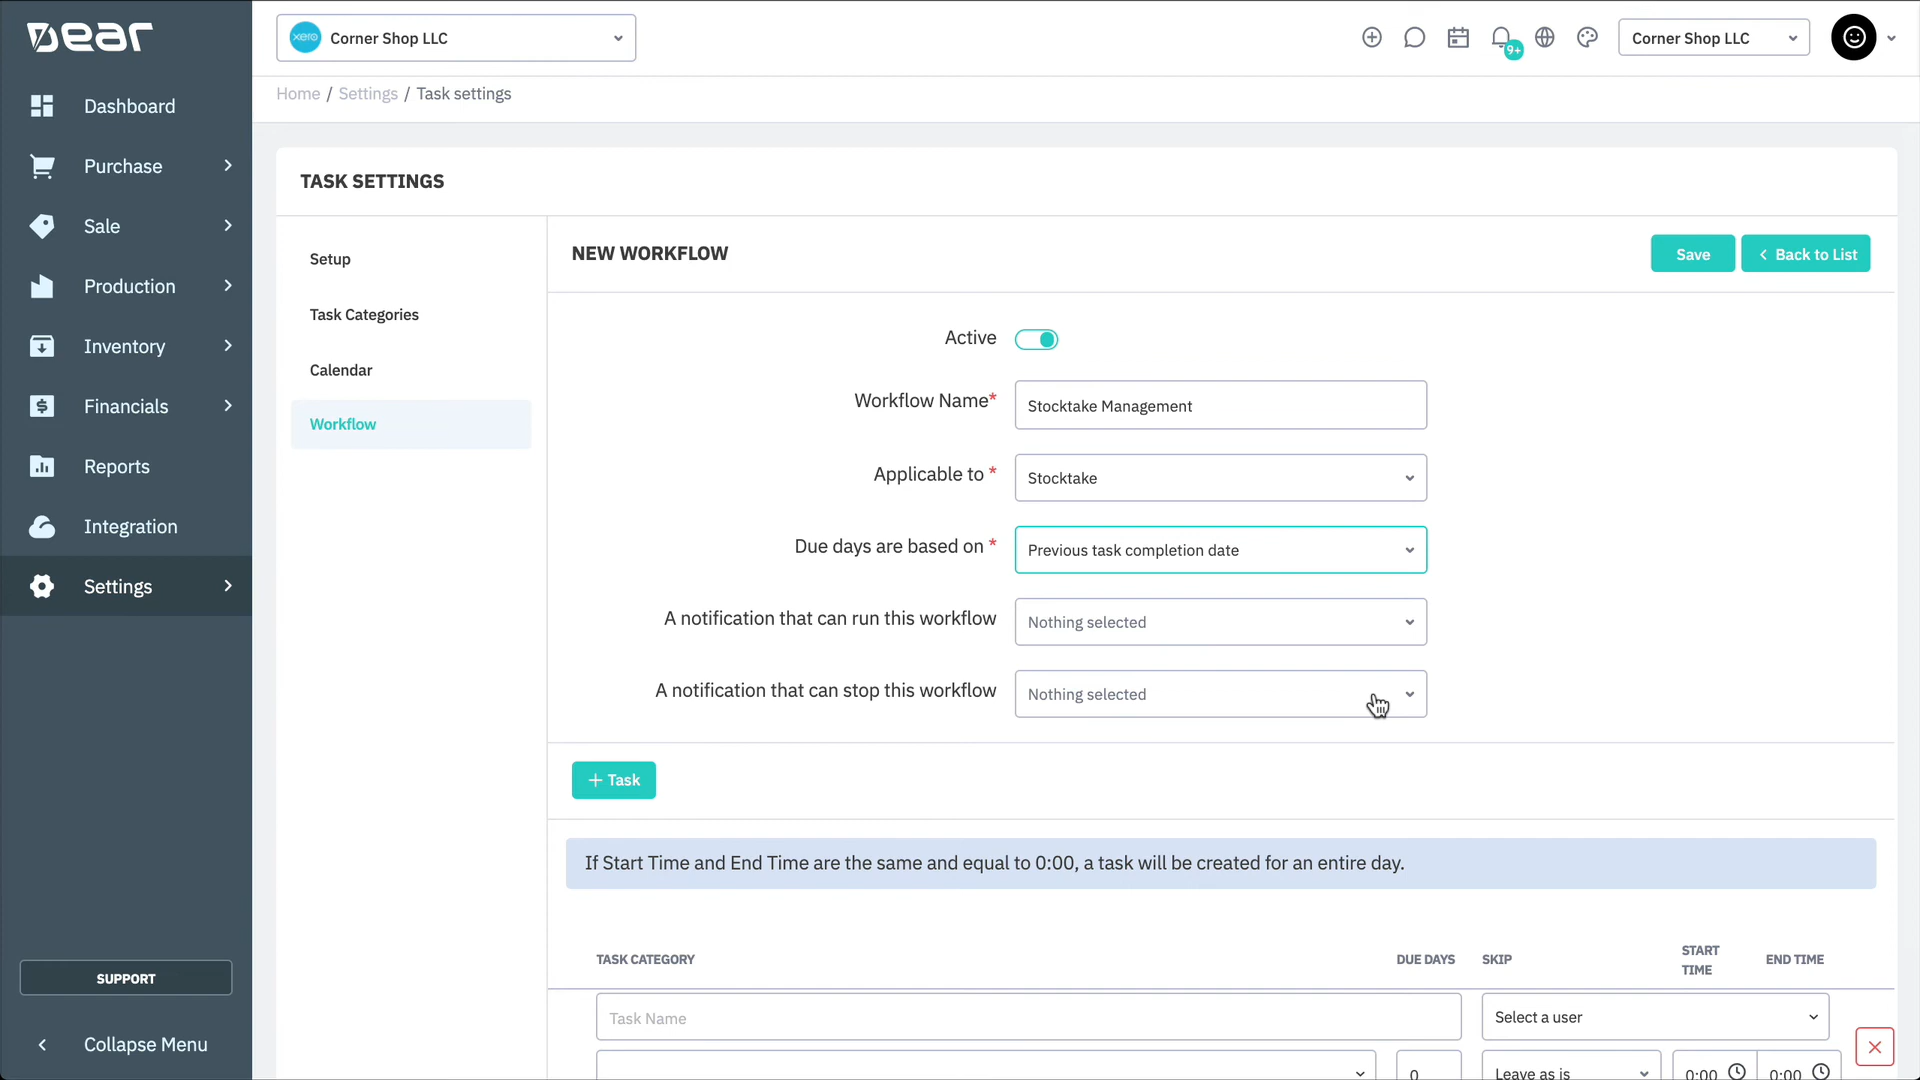 Dear
xero
Corner Shop LLC
9+
Corner Shop LLC
Home / Settings / Task settings
Dashboard
Purchase
Sale
Production
Inventory
Financials
Reports
Integration
Settings
SUPPORT
Collapse Menu
TASK SETTINGS
Setup
Task Categories
Calendar
Workflow
NEW WORKFLOW
Save
Back to List
Active
Workflow Name*
Stocktake Management
Applicable to *
Stocktake
Due days are based on *
Previous task completion date
A notification that can run this workflow
Nothing selected
A notification that can stop this workflow
Nothing selected
+ Task
If Start Time and End Time are the same and equal to 0:00, a task will be created for an entire day.
TASK CATEGORY
DUE DAYS
SKIP
START
TIME
END TIME
Task Name
Select a user
0
Leave as is
0:00
0:00